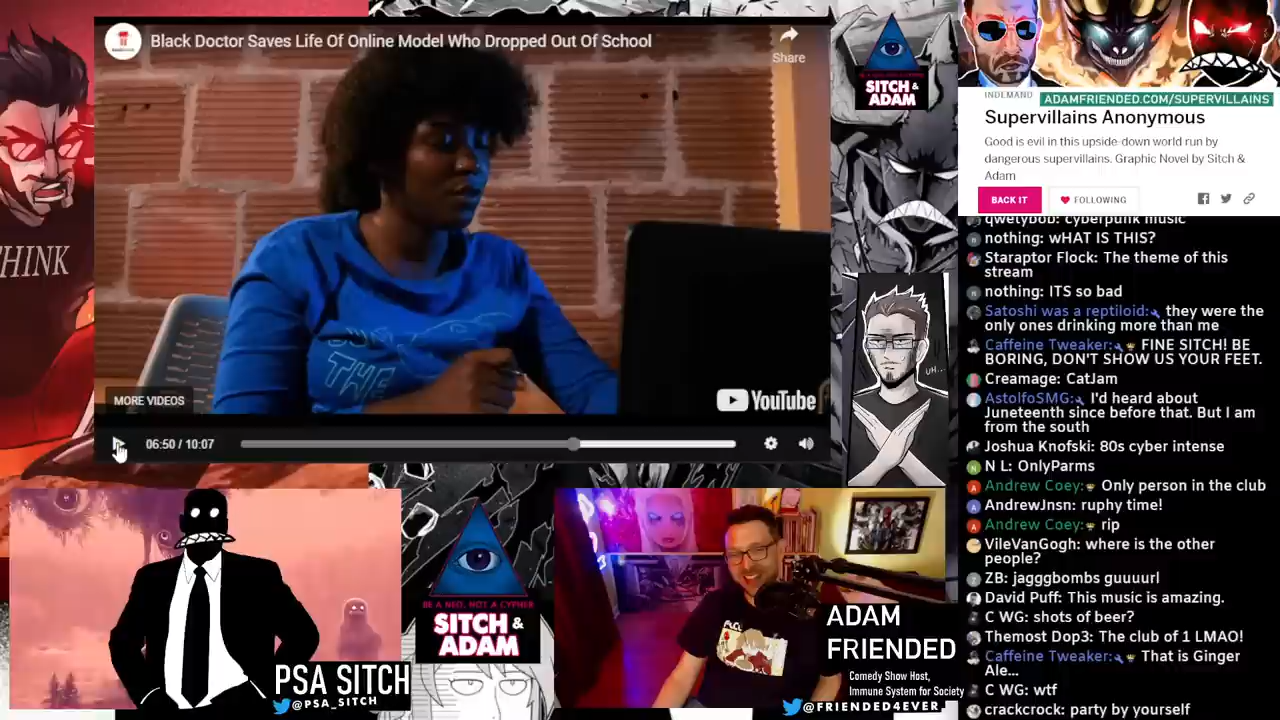 Black Doctor Saves Life Of Online Model Who Dropped Out Of School
Share
THINK
MORE VIDEOS
YouTube
06:50 / 10:07
SITCH &
ADAM
UH...
BE A NEO, NOT A CYPHER
SITCH &
ADAM
PSA SITCH
@PSA_SITCH
ADAM
FRIENDED
Comedy Show Host,
Immune System for Society
@FRIENDED4EVER
INDEMAND
ADAMFRIENDED.COM/SUPERVILLAINS
Supervillains Anonymous
Good is evil in this upside-down world run by
dangerous supervillains. Graphic Novel by Sitch &
Adam
BACK IT
FOLLOWING
qwetybob: cyberpunk music
nothing: wHAT IS THIS?
Staraptor Flock: The theme of this
stream
nothing: ITS so bad
Satoshi was a reptiloid: they were the
only ones drinking more than me
Caffeine Tweaker: FINE SITCH! BE
BORING, DON'T SHOW US YOUR FEET.
Creamage: CatJam
AstolfoSMG: I'd heard about
Juneteenth since before that. But I am
from the south
Joshua Knofski: 80s cyber intense
N L: OnlyParms
Andrew Coey: Only person in the club
AndrewJnsn: ruphy time!
Andrew Coey: rip
VileVanGogh: where is the other
people?
ZB: jagggbombs guuurl
David Puff: This music is amazing.
C WG: shots of beer?
Themost Dop3: The club of 1 LMAO!
Caffeine Tweaker: That is Ginger
Ale...
C WG: wtf
crackcrock: party by yourself